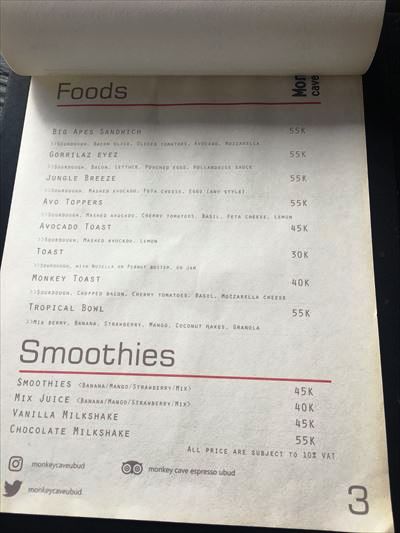 Mon
cave
Foods
Big Apes Sandwich 55K
>>Sourdough, Bacon slice, Sliced tomatoes, Avocado, Mozzarella
Gorrilaz Eyez 55K
>>Sourdough, Bacon, Lettuce, Poached eggs, Hollandaise sauce
Jungle Breeze 55K
>>Sourdough, Mashed avocado, Feta cheese, Eggs (any style)
Avo Toppers 55K
>>Sourdough, Mashed avokado, Cherry tomatoes, Basil, Feta cheese, Lemon
Avocado Toast 45K
>>Sourdough, Mashed avocado, Lemon
Toast 30K
>>Sourdough, with Nutella or Peanut butter, or jam
Monkey Toast 40K
>>Sourdough, Chopped bacon, Cherry tomatoes, Basel, Mozzarella cheese
Tropical Bowl 55K
>>Mix berry, Banana, Strawberry, Mango, Coconut flakes, Granola
Smoothies
Smoothies <Banana/Mango/Strawberry/Mix> 45K
Mix Juice <Banana/Mango/Strawberry/Mix> 40K
Vanilla Milkshake 45K
Chocolate Milkshake 55K
All price are subject to 10% VAT
monkeycaveubud
monkey cave espresso ubud
monkeycaveubud
3